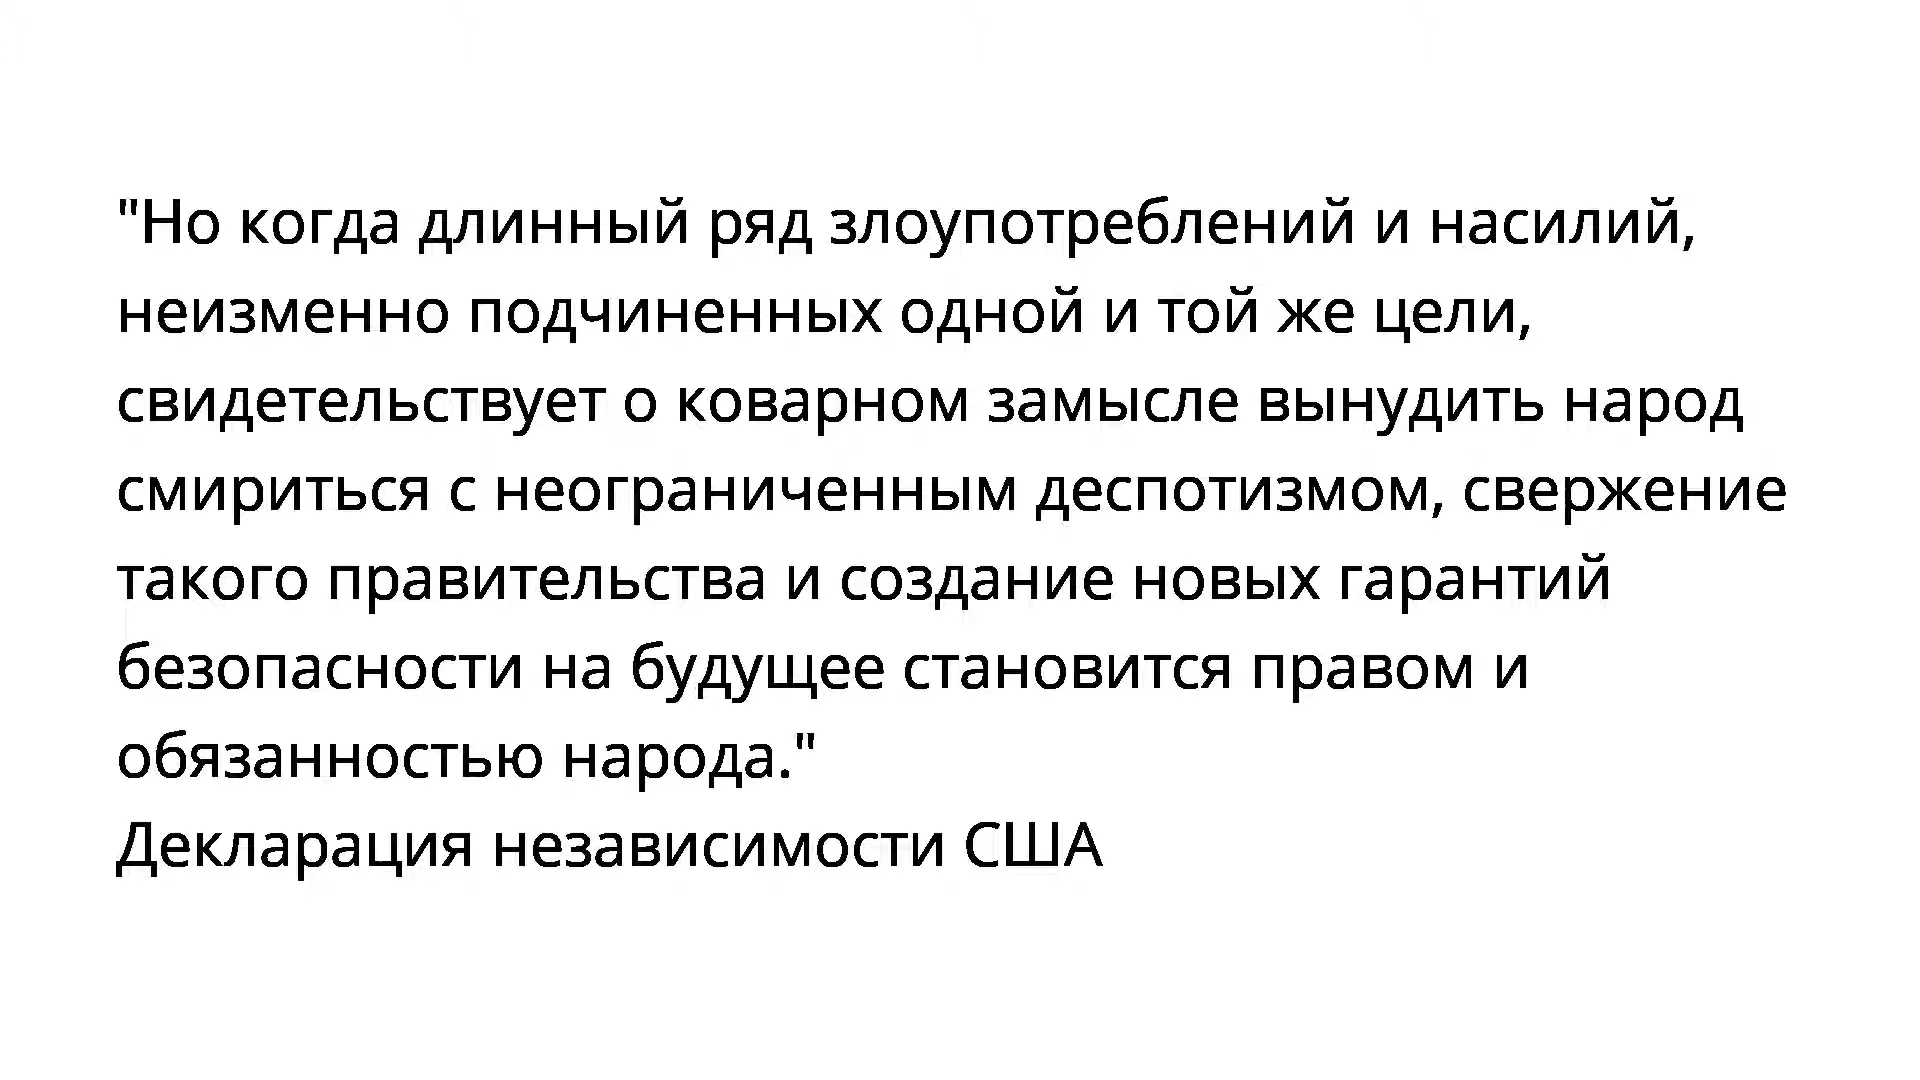 "Но когда длинный ряд злоупотреблений и насилий,
неизменно подчиненных одной и той же цели,
свидетельствует о коварном замысле вынудить народ
смириться с неограниченным деспотизмом, свержение
такого правительства и создание новых гарантий
безопасности на будущее становится правом и
обязанностью народа."
Декларация независимости США